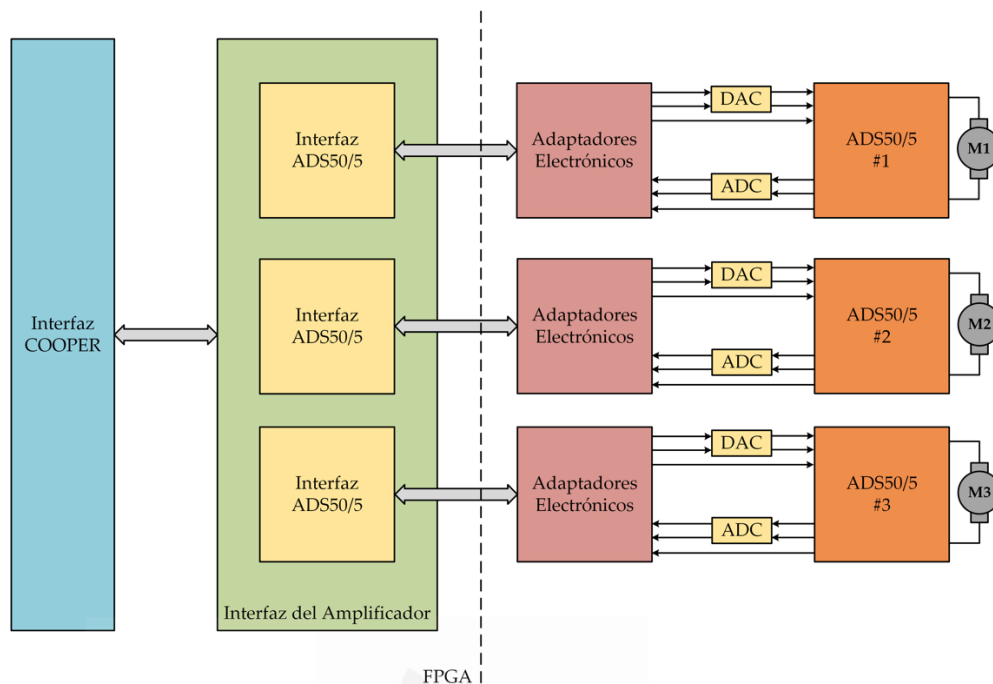 Interfaz
COOPER
Interfaz
ADS50/5
Interfaz
ADS50/5
Interfaz
ADS50/5
Interfaz del Amplificador
FPGA
Adaptadores
Electrónicos
DAC
ADC
ADS50/5
#1
M1
Adaptadores
Electrónicos
DAC
ADC
ADS50/5
#2
M2
Adaptadores
Electrónicos
DAC
ADC
ADS50/5
#3
M3